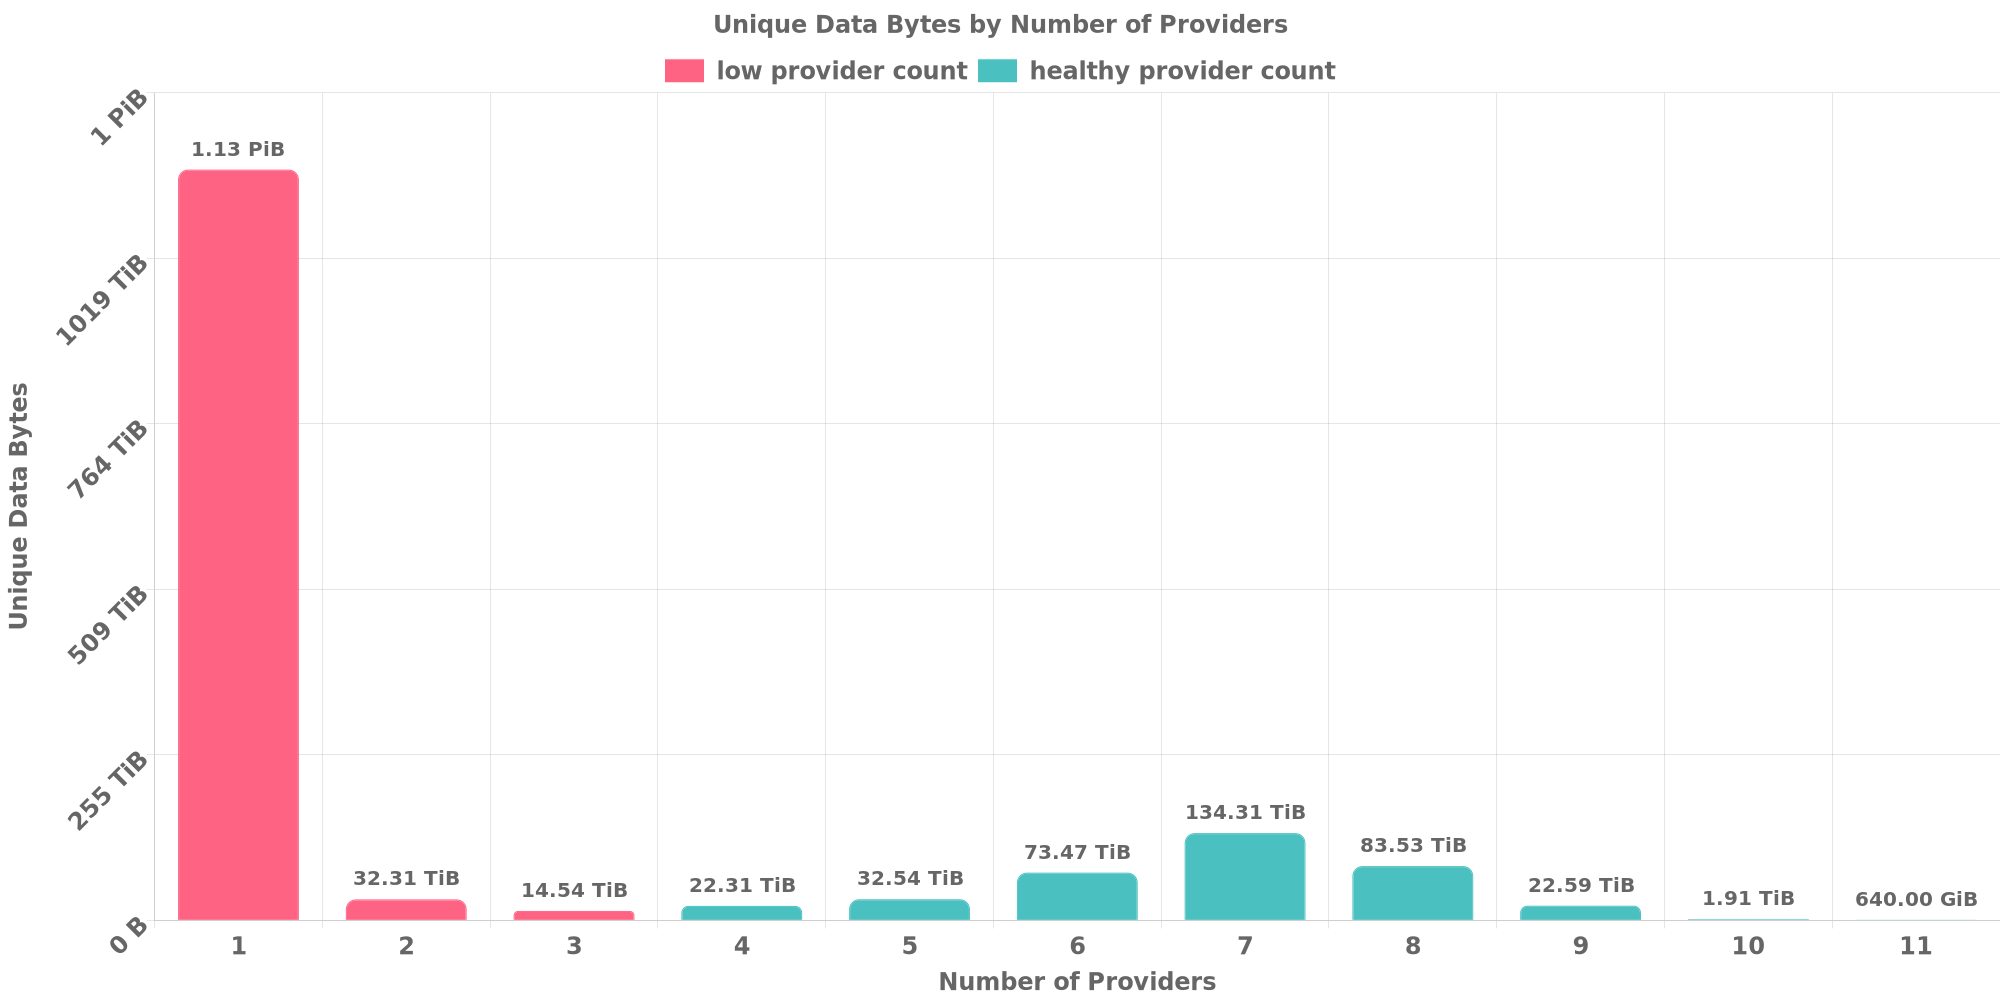 Unique Data Bytes by Number of Providers
low provider count healthy provider count
1 PiB
1019 TiB
764 TiB
509 TiB
255 TiB
0 B
Unique Data Bytes
1.13 PiB
32.31 TiB
14.54 TiB
22.31 TiB
32.54 TiB
73.47 TiB
134.31 TiB
83.53 TiB
22.59 TiB
1.91 TiB
640.00 GiB
1 2 3 4 5 6 7 8 9 10 11
Number of Providers